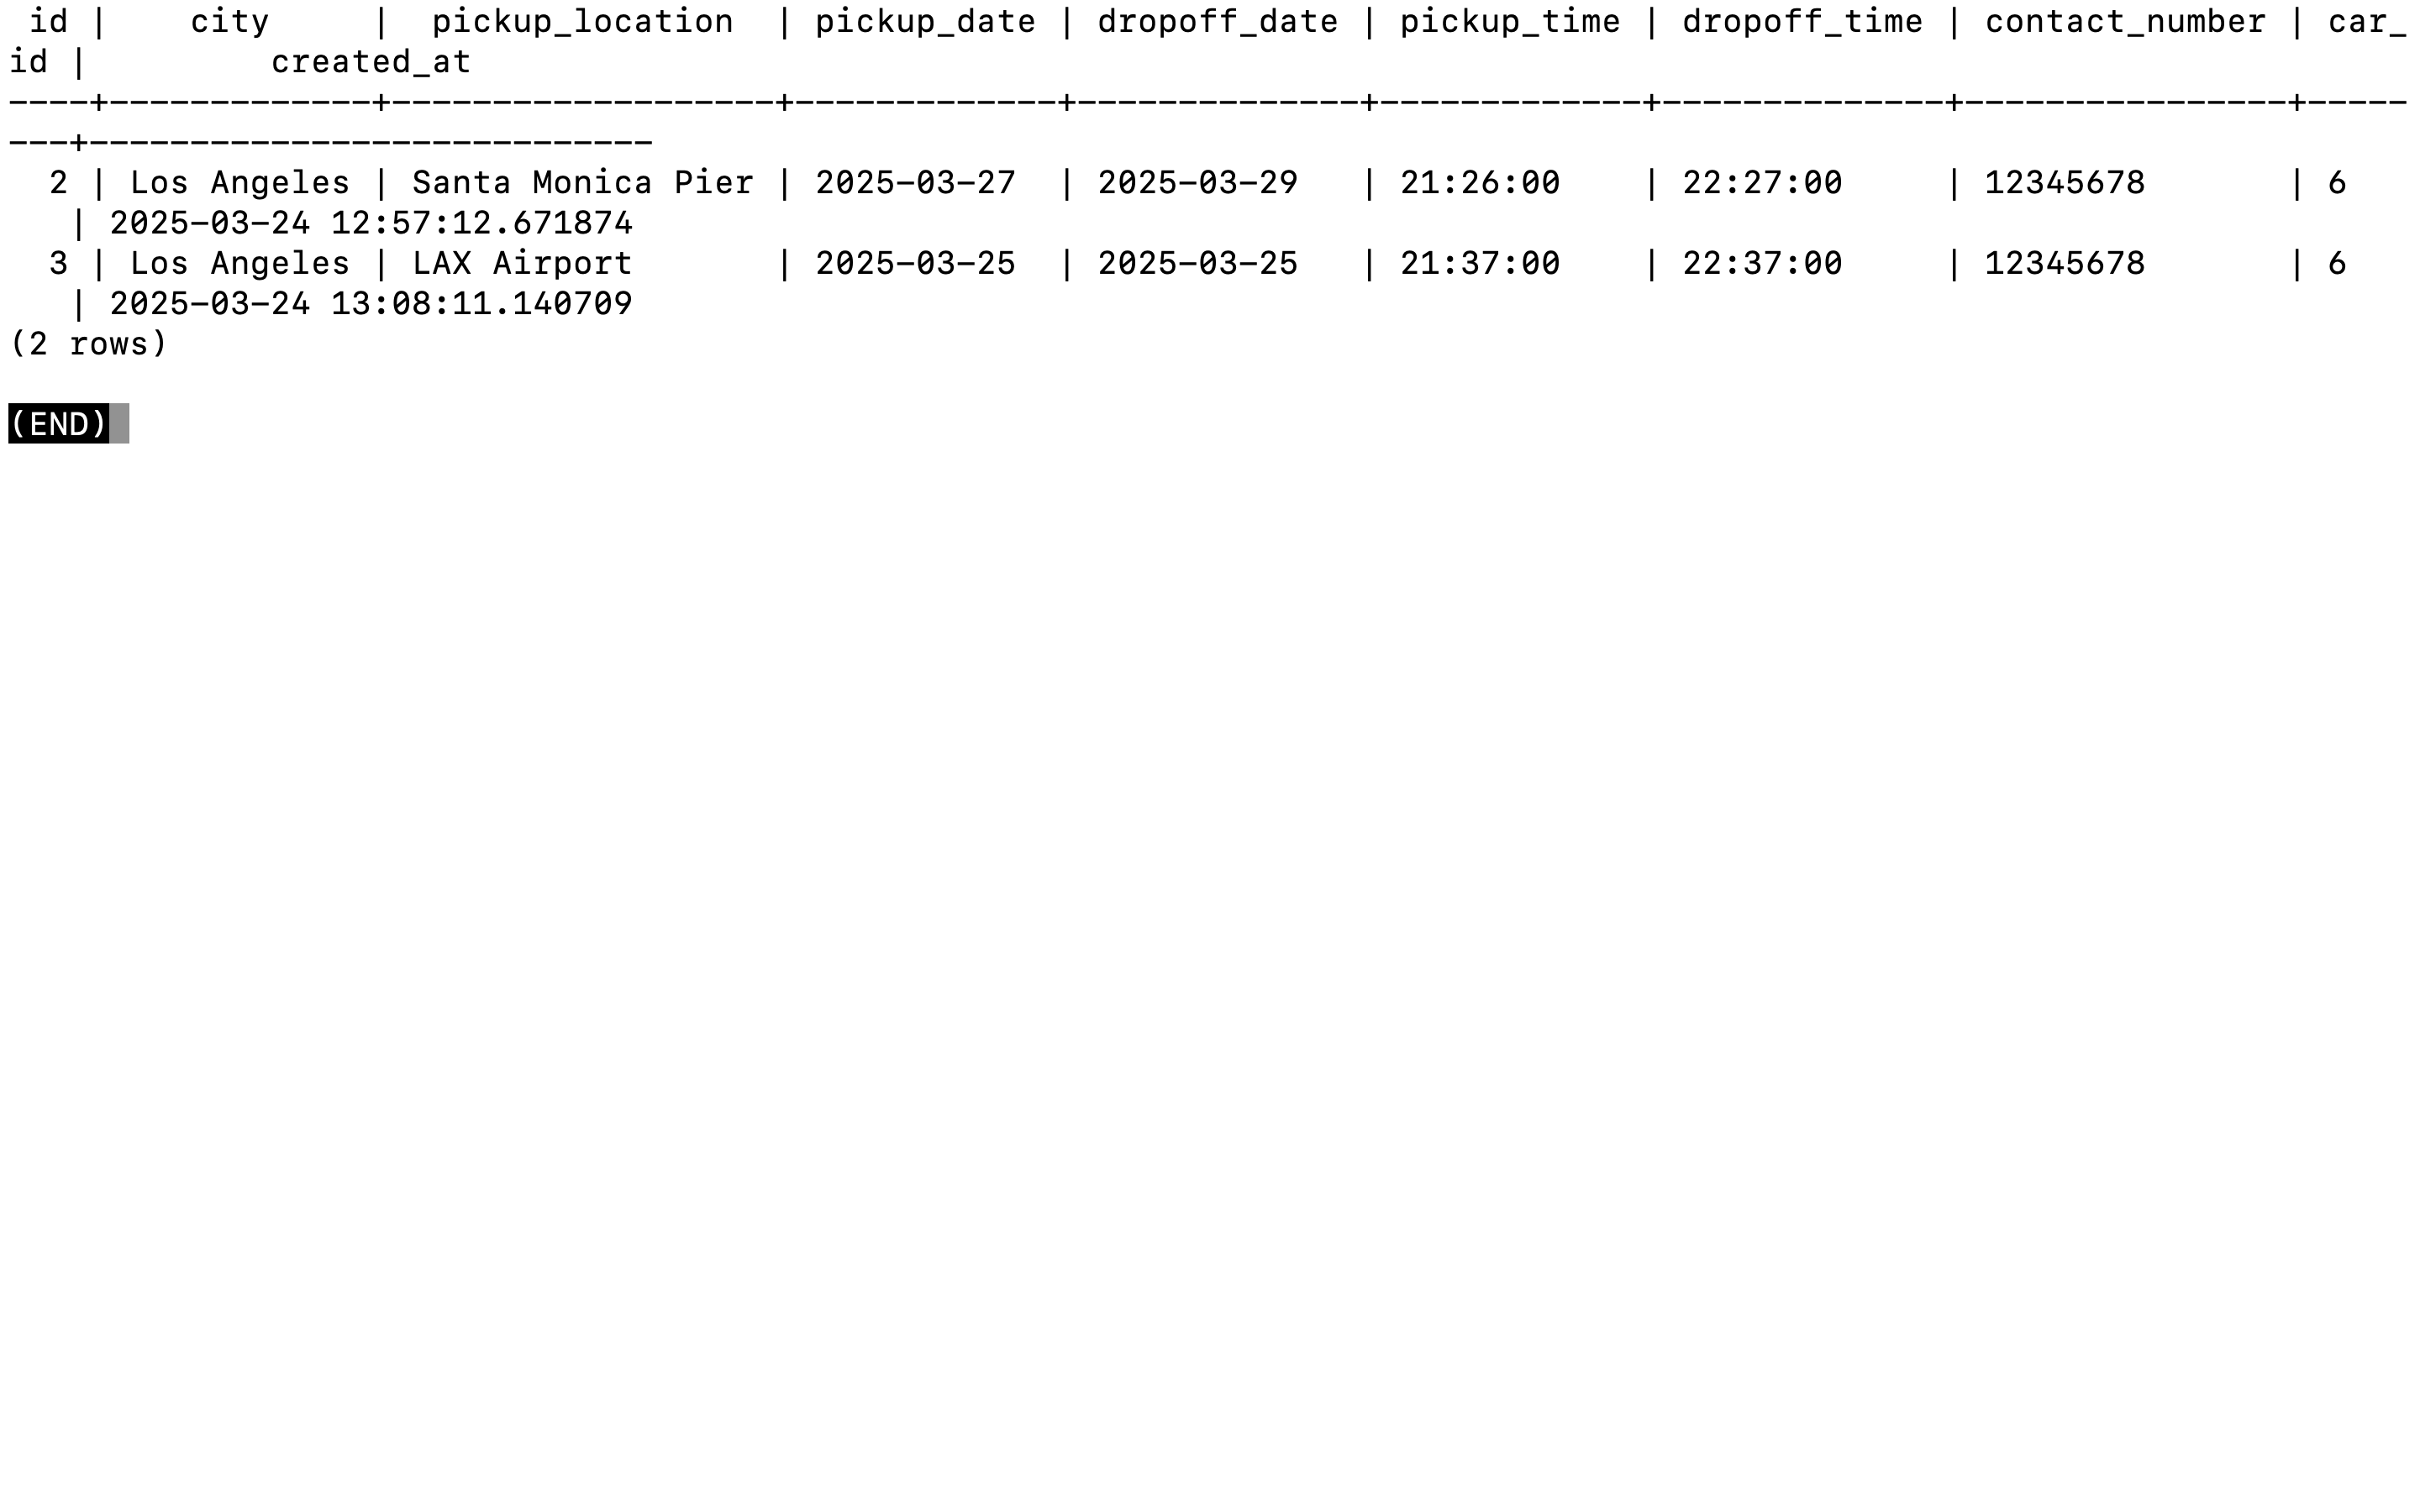 id |    city     |  pickup_location  | pickup_date | dropoff_date | pickup_time | dropoff_time | contact_number | car_
id |         created_at
----+-------------+-------------------+-------------+--------------+-------------+--------------+----------------+-----
---+----------------------------
  2 | Los Angeles | Santa Monica Pier | 2025-03-27  | 2025-03-29   | 21:26:00    | 22:27:00     | 12345678       | 6
   | 2025-03-24 12:57:12.671874
  3 | Los Angeles | LAX Airport       | 2025-03-25  | 2025-03-25   | 21:37:00    | 22:37:00     | 12345678       | 6
   | 2025-03-24 13:08:11.140709
(2 rows)
(END)